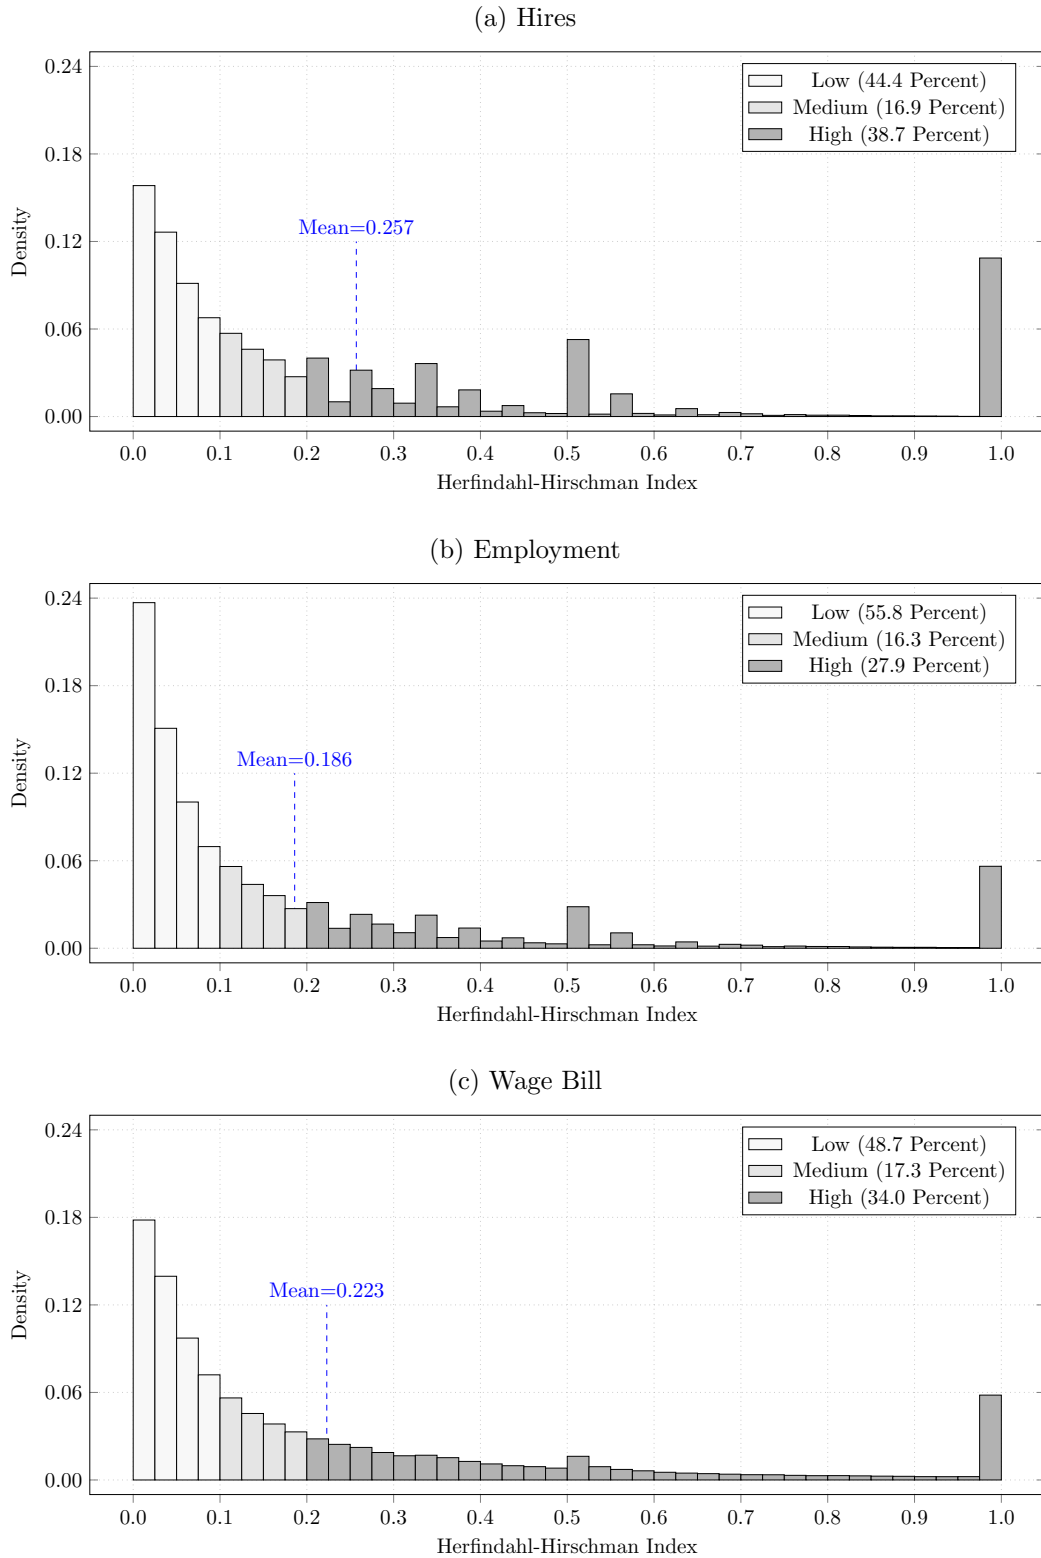 (a) Hires
0.24
0.18
0.12
0.06
0.00
Density
Low (44.4 Percent)
Medium (16.9 Percent)
High (38.7 Percent)
Mean=0.257
0.0 0.1 0.2 0.3 0.4 0.5 0.6 0.7 0.8 0.9 1.0
Herfindahl-Hirschman Index
(b) Employment
0.24
0.18
0.12
0.06
0.00
Density
Low (55.8 Percent)
Medium (16.3 Percent)
High (27.9 Percent)
Mean=0.186
0.0 0.1 0.2 0.3 0.4 0.5 0.6 0.7 0.8 0.9 1.0
Herfindahl-Hirschman Index
(c) Wage Bill
0.24
0.18
0.12
0.06
0.00
Density
Low (48.7 Percent)
Medium (17.3 Percent)
High (34.0 Percent)
Mean=0.223
0.0 0.1 0.2 0.3 0.4 0.5 0.6 0.7 0.8 0.9 1.0
Herfindahl-Hirschman Index